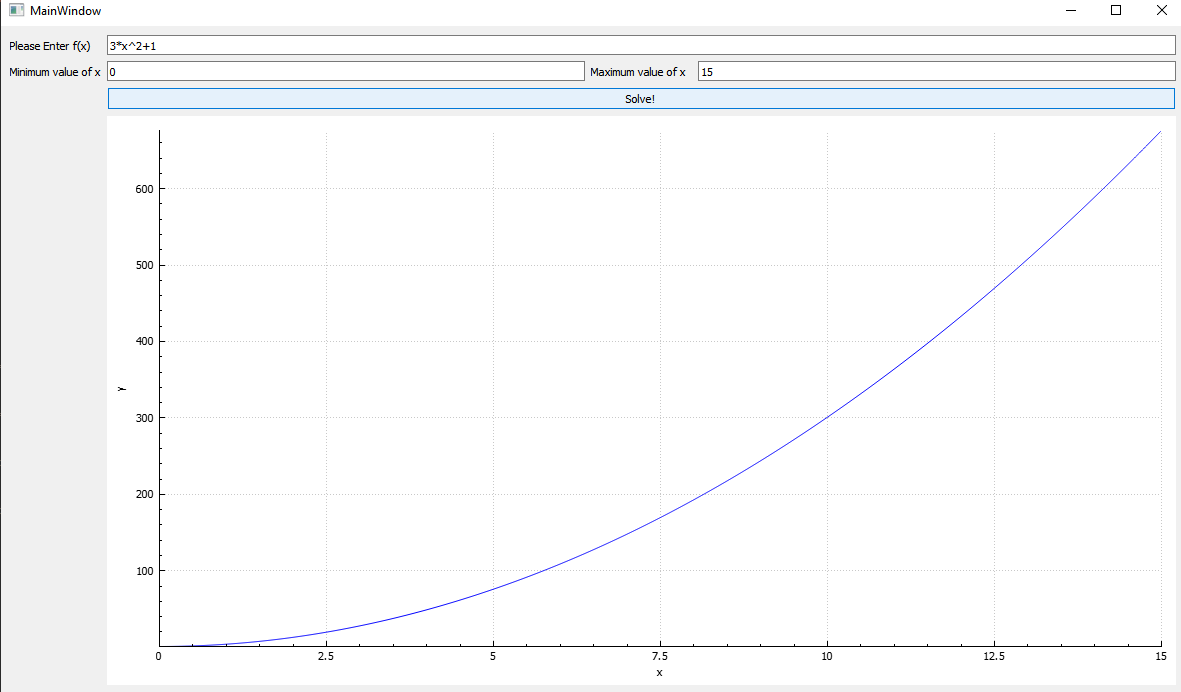 MainWindow
Please Enter f(x) 3*x^2+1
Minimum value of x 0 Maximum value of x 15
Solve!
600
500
400
300
200
100
y
0 2.5 5 7.5 10 12.5 15
x